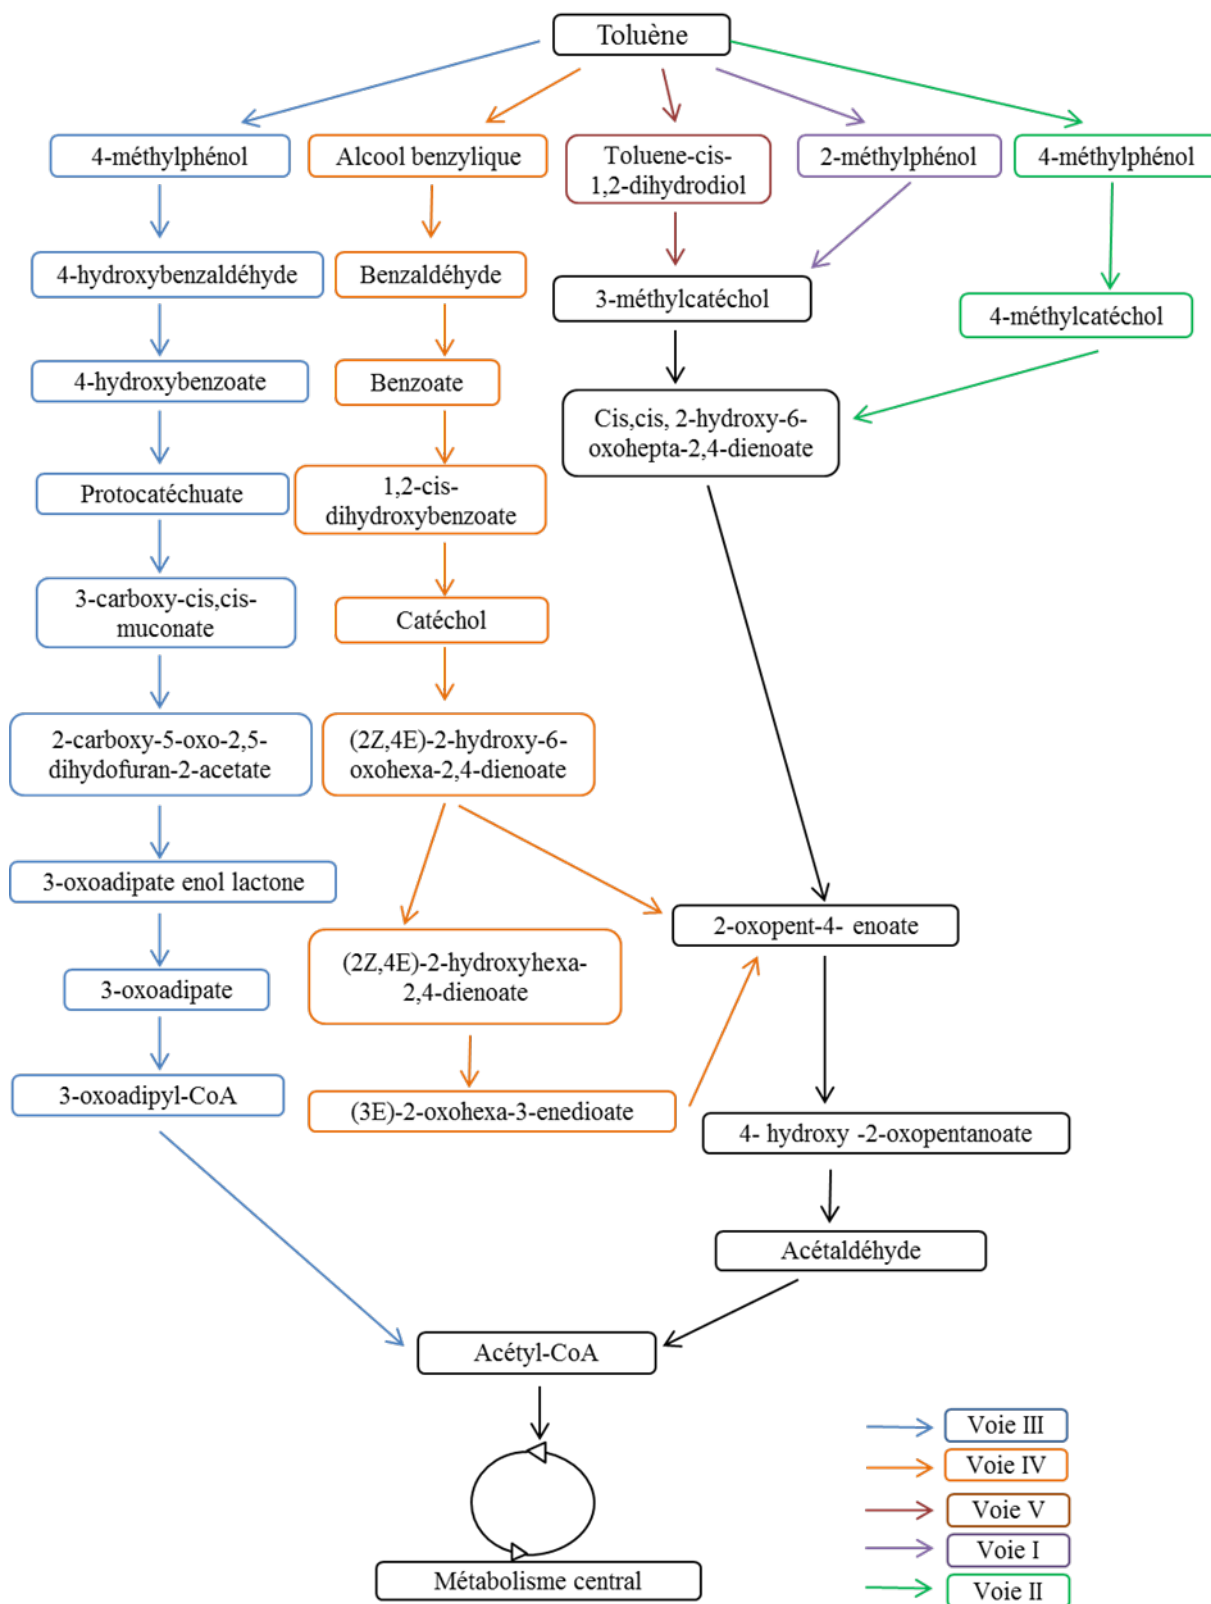 Toluène
4-méthylphénol
Alcool benzylique
Toluene-cis-
1,2-dihydrodiol
2-méthylphénol
4-méthylphénol
4-hydroxybenzaldéhyde
Benzaldéhyde
3-méthylcatéchol
4-méthylcatéchol
4-hydroxybenzoate
Benzoate
Cis,cis, 2-hydroxy-6-
oxohepta-2,4-dienoate
Protocatéchuate
1,2-cis-
dihydroxybenzoate
3-carboxy-cis,cis-
muconate
Catéchol
2-carboxy-5-oxo-2,5-
dihydofuran-2-acetate
(2Z,4E)-2-hydroxy-6-
oxohexa-2,4-dienoate
3-oxoadipate enol lactone
2-oxopent-4- enoate
(2Z,4E)-2-hydroxyhexa-
2,4-dienoate
3-oxoadipate
3-oxoadipyl-CoA
(3E)-2-oxohexa-3-enedioate
4- hydroxy -2-oxopentanoate
Acétaldéhyde
Acétyl-CoA
Métabolisme central
Voie III
Voie IV
Voie V
Voie I
Voie II